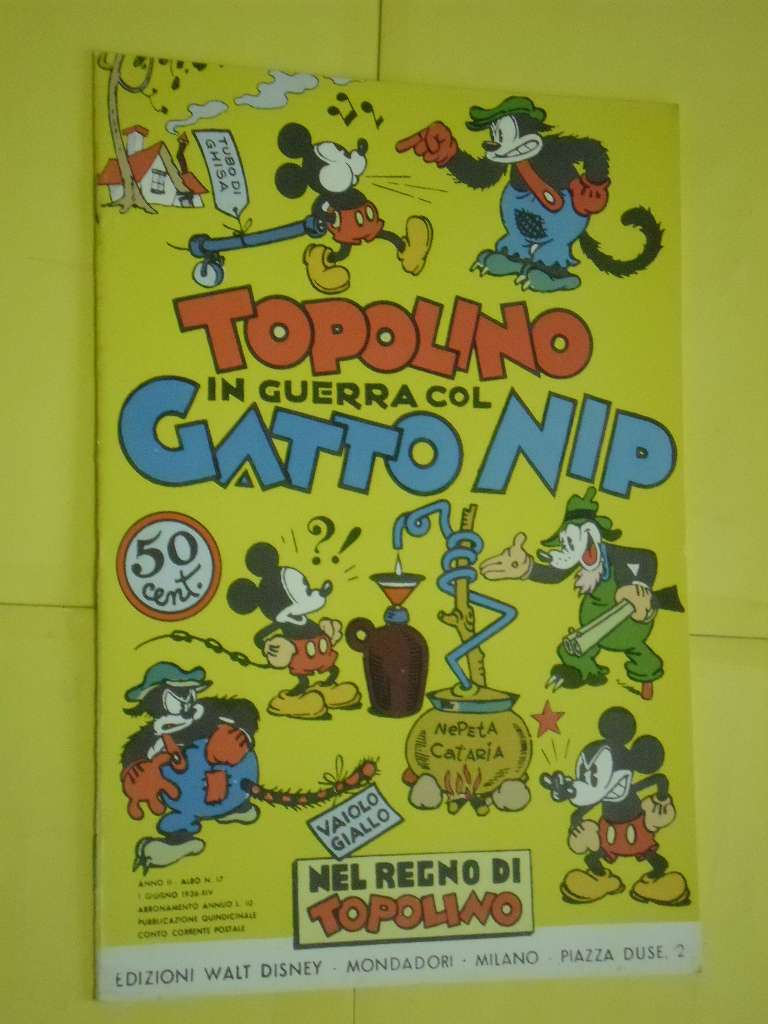 TUBO DI
GHISA
TOPOLINO
IN GUERRA COL
GATTO NIP
50
cent.
?!
NEPETA
CATARIA
VAIOLO
GIALLO
ANNO II - ALBO N. 17
1 GIUGNO 1936-XIV
ABBONAMENTO ANNUO L. 10
PUBBLICAZIONE QUINDICINALE
CONTO CORRENTE POSTALE
NEL REGNO DI
TOPOLINO
EDIZIONI WALT DISNEY · MONDADORI · MILANO · PIAZZA DUSE, 2